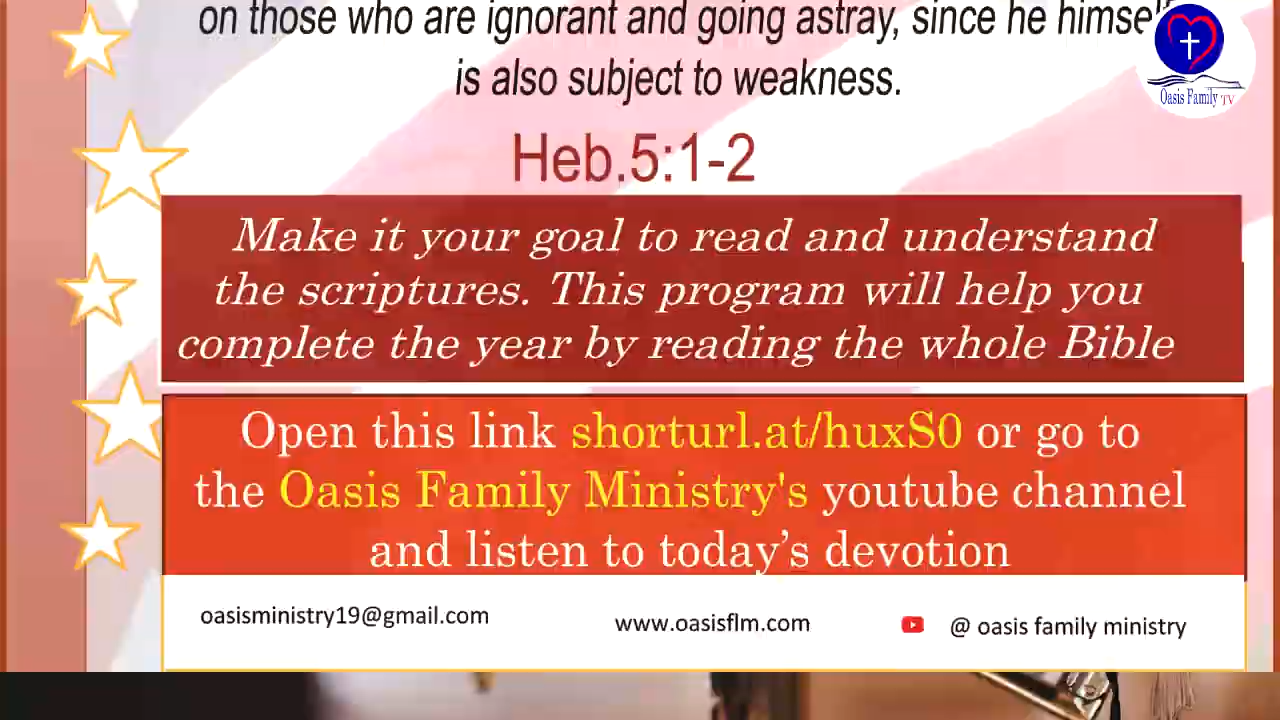 on those who are ignorant and going astray, since he himself
is also subject to weakness.
Oasis Family TV
Heb.5:1-2
Make it your goal to read and understand
the scriptures. This program will help you
complete the year by reading the whole Bible
Open this link shorturl.at/huxS0 or go to
the Oasis Family Ministry's youtube channel
and listen to today’s devotion
oasisministry19@gmail.com
www.oasisflm.com
@ oasis family ministry